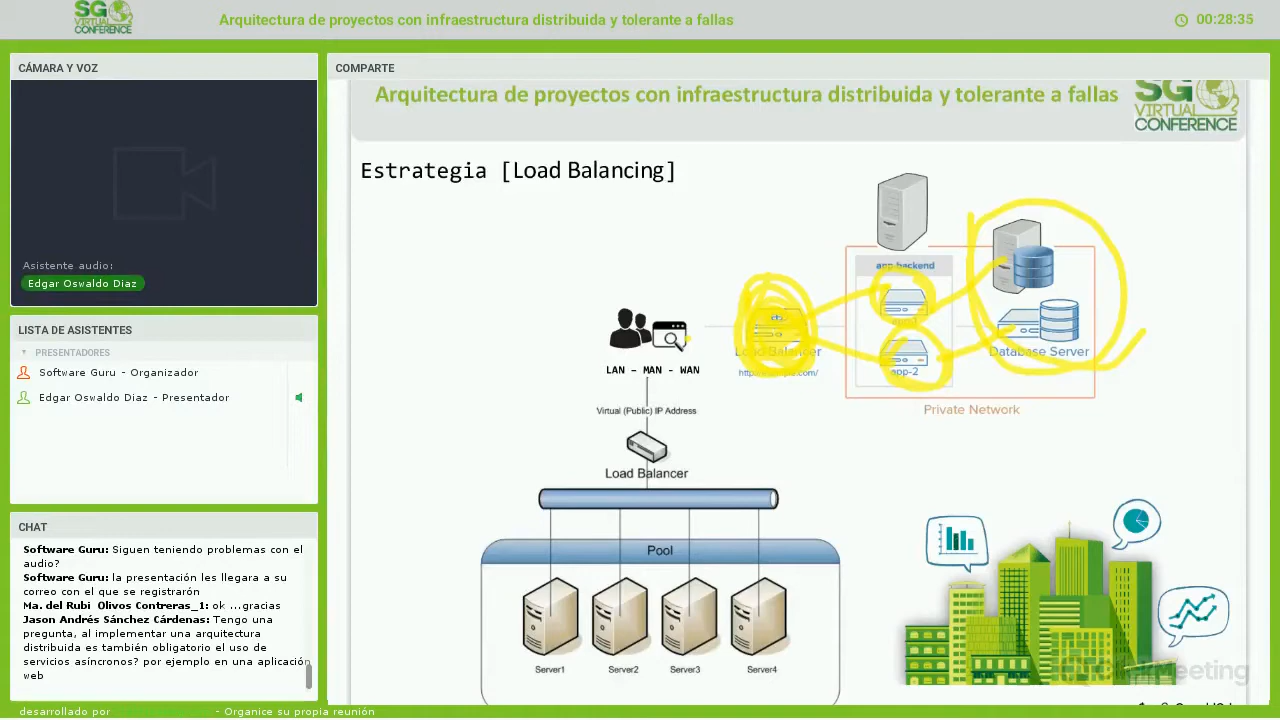 SG
VIRTUAL
CONFERENCE
Arquitectura de proyectos con infraestructura distribuida y tolerante a fallas
00:28:35
CÁMARA Y VOZ
Asistente audio:
Edgar Oswaldo Diaz
LISTA DE ASISTENTES
PRESENTADORES
Software Guru - Organizador
Edgar Oswaldo Diaz - Presentador
CHAT
Software Guru: Siguen teniendo problemas con el
audio?
Software Guru: la presentación les llegara a su
correo con el que se registrarón
Ma. del Rubi Olivos Contreras_1: ok ...gracias
Jason Andrés Sánchez Cárdenas: Tengo una
pregunta, al implementar una arquitectura
distribuida es también obligatorio el uso de
servicios asíncronos? por ejemplo en una aplicación
web
desarrollado por
- Organice su propia reunión
COMPARTE
Arquitectura de proyectos con infraestructura distribuida y tolerante a fallas
SG
VIRTUAL
CONFERENCE
Estrategia [Load Balancing]
app-backend
app-2
Load Balancer
Database Server
Private Network
LAN – MAN - WAN
Virtual (Public) IP Address
Load Balancer
Pool
Server1
Server2
Server3
Server4